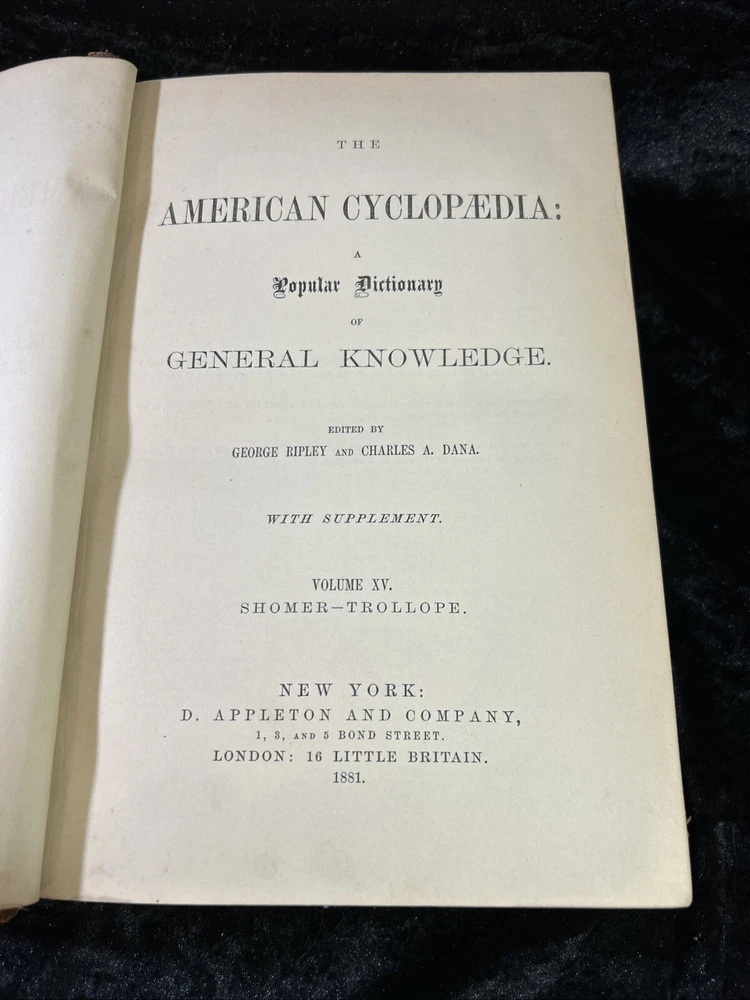 THE
AMERICAN CYCLOPÆDIA:
A
Popular Dictionary
OF
GENERAL KNOWLEDGE.
EDITED BY
GEORGE RIPLEY AND CHARLES A. DANA.
WITH SUPPLEMENT.
VOLUME XV.
SHOMER—TROLLOPE.
NEW YORK:
D. APPLETON AND COMPANY,
1, 3, AND 5 BOND STREET.
LONDON: 16 LITTLE BRITAIN.
1881.